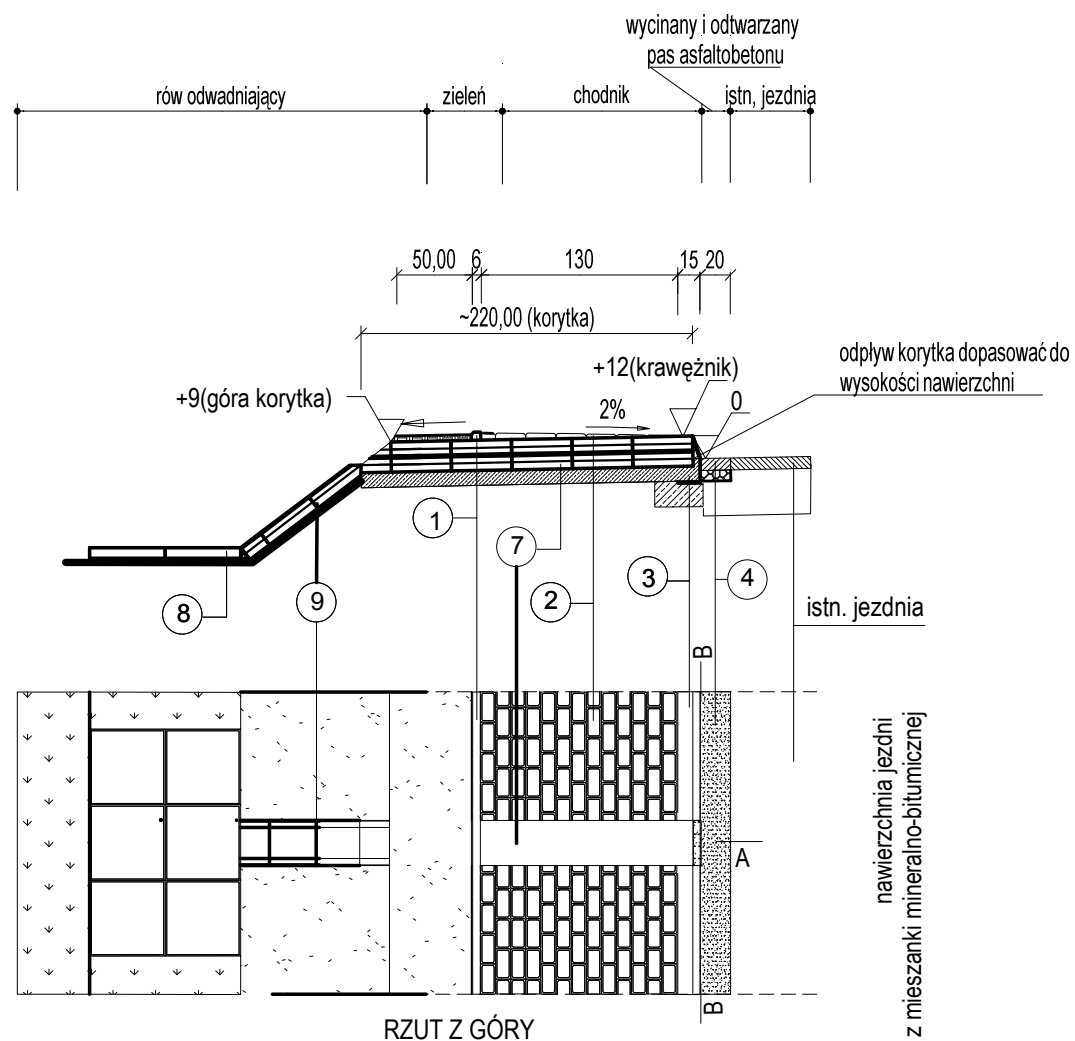 wycinany i odtwarzany
pas asfaltobetonu
rów odwadniający
zieleń
chodnik
istn, jezdnia
50,00
6
130
15
20
~220,00 (korytka)
odpływ korytka dopasować do
wysokości nawierzchni
+12(krawężnik)
+9(góra korytka)
2%
0
1
7
2
3
4
8
9
istn. jezdnia
B
A
B
nawierzchnia jezdni
z mieszanki mineralno-bitumicznej
RZUT Z GÓRY